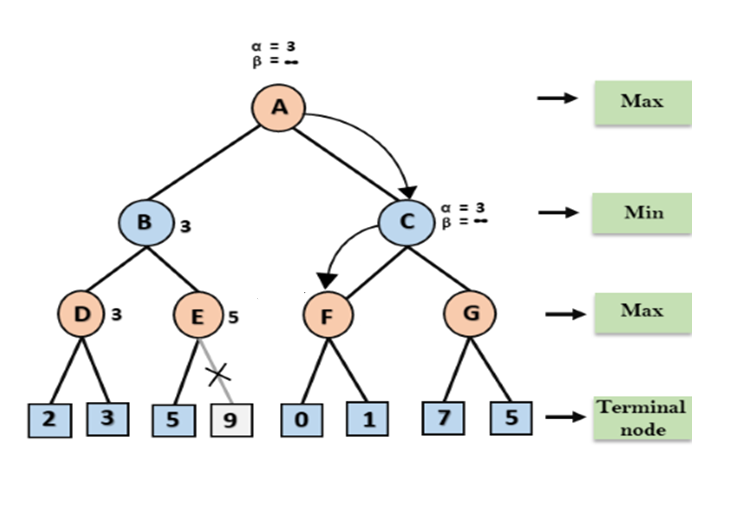 α = 3
β = ∞
A
Max
B 3
C
α = 3
β = ∞
Min
D 3
E 5
F
G
Max
2 3 5 9 0 1 7 5
Terminal
node